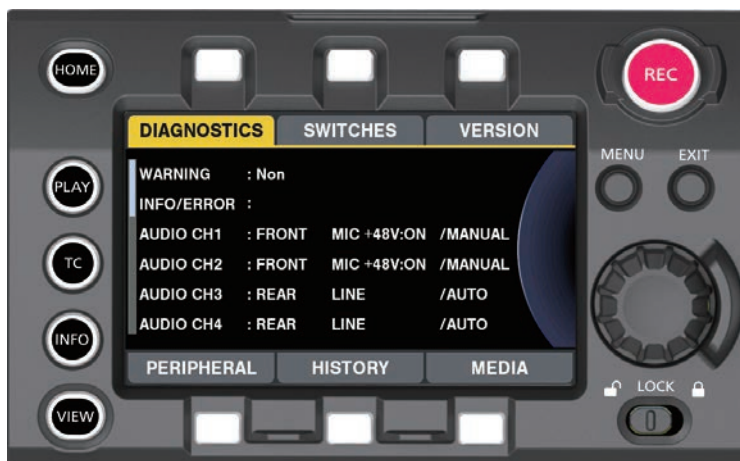 HOME
REC
DIAGNOSTICS SWITCHES VERSION
MENU EXIT
WARNING : Non
PLAY
INFO/ERROR :
AUDIO CH1 : FRONT MIC +48V:ON /MANUAL
TC
AUDIO CH2 : FRONT MIC +48V:ON /MANUAL
AUDIO CH3 : REAR LINE /AUTO
AUDIO CH4 : REAR LINE /AUTO
INFO
PERIPHERAL HISTORY MEDIA
LOCK
VIEW